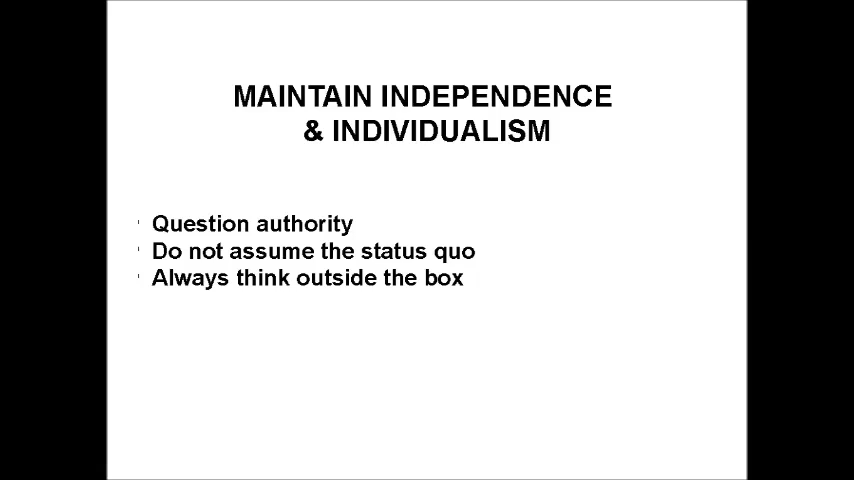 MAINTAIN INDEPENDENCE
& INDIVIDUALISM
Question authority
Do not assume the status quo
Always think outside the box